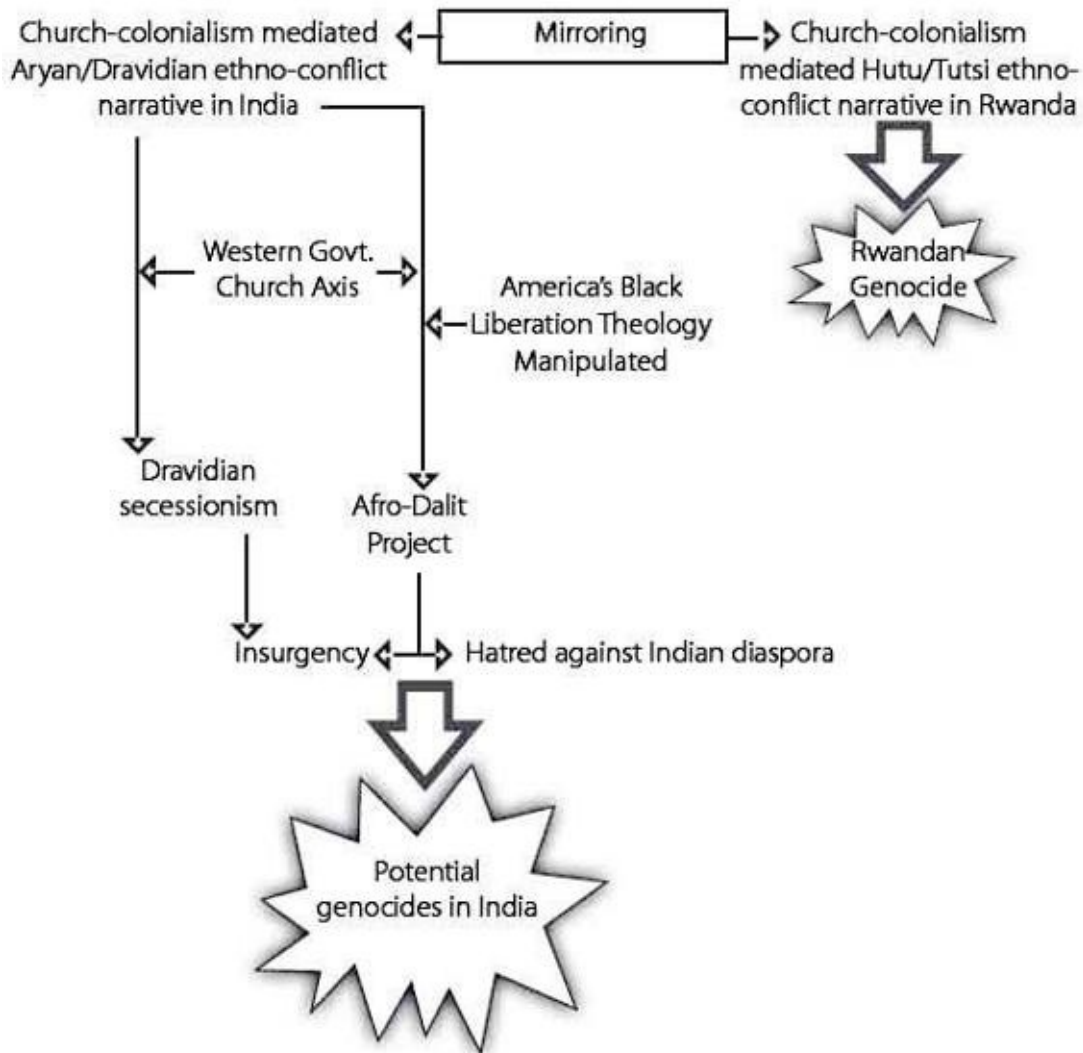 Church-colonialism mediated
Aryan/Dravidian ethno-conflict
narrative in India
Mirroring
Church-colonialism
mediated Hutu/Tutsi ethno-
conflict narrative in Rwanda
Western Govt.
Church Axis
Rwandan
Genocide
America's Black
Liberation Theology
Manipulated
Dravidian
secessionism
Afro-Dalit
Project
Insurgency
Hatred against Indian diaspora
Potential
genocides in India